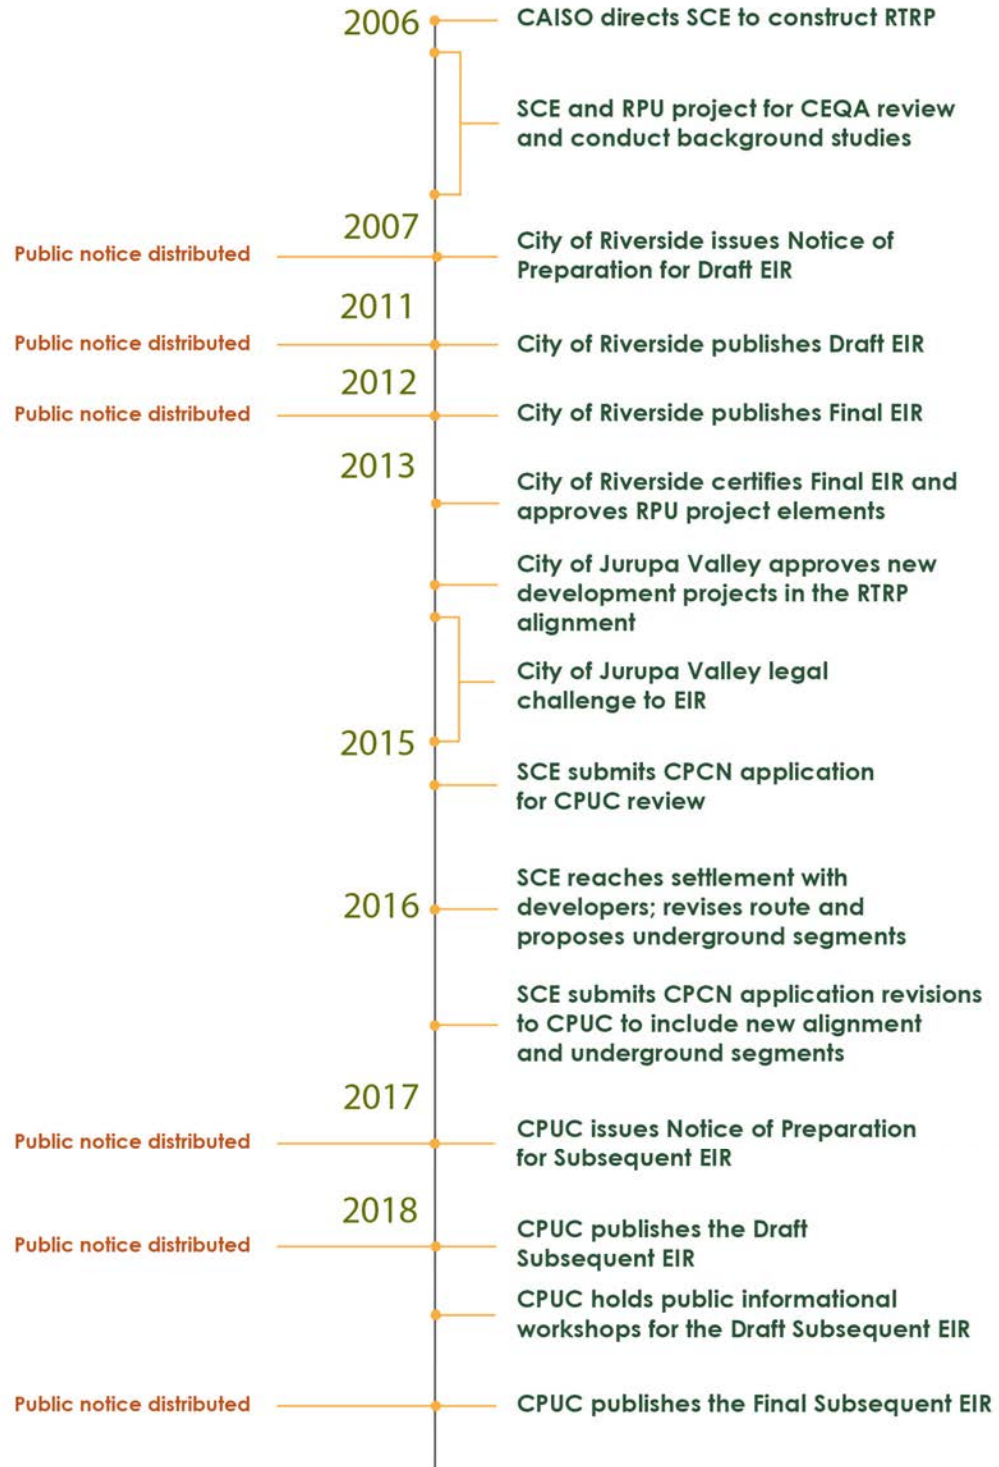 2006
CAISO directs SCE to construct RTRP
SCE and RPU project for CEQA review
and conduct background studies
2007
Public notice distributed
City of Riverside issues Notice of
Preparation for Draft EIR
2011
Public notice distributed
City of Riverside publishes Draft EIR
2012
Public notice distributed
City of Riverside publishes Final EIR
2013
City of Riverside certifies Final EIR and
approves RPU project elements
City of Jurupa Valley approves new
development projects in the RTRP
alignment
City of Jurupa Valley legal
challenge to EIR
2015
SCE submits CPCN application
for CPUC review
2016
SCE reaches settlement with
developers; revises route and
proposes underground segments
SCE submits CPCN application revisions
to CPUC to include new alignment
and underground segments
2017
Public notice distributed
CPUC issues Notice of Preparation
for Subsequent EIR
2018
Public notice distributed
CPUC publishes the Draft
Subsequent EIR
CPUC holds public informational
workshops for the Draft Subsequent EIR
Public notice distributed
CPUC publishes the Final Subsequent EIR